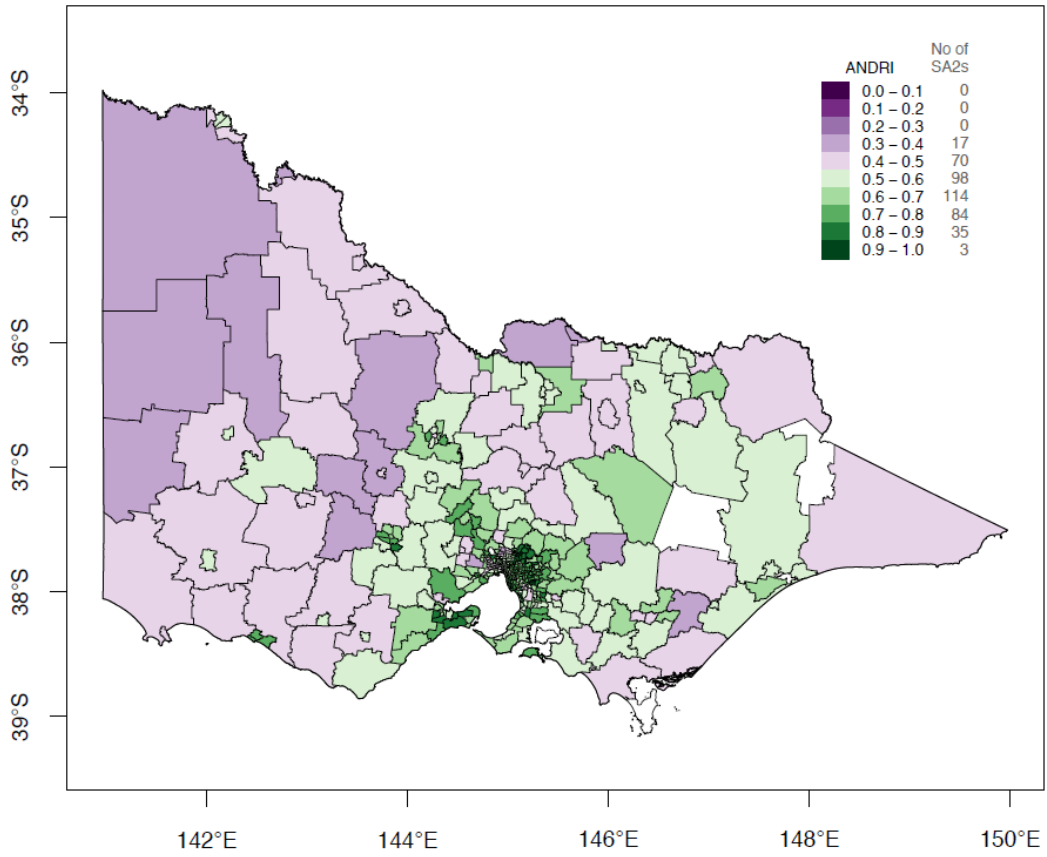 No of
ANDRI SA2s
0.0 – 0.1 0
0.1 – 0.2 0
0.2 – 0.3 0
0.3 – 0.4 17
0.4 – 0.5 70
0.5 – 0.6 98
0.6 – 0.7 114
0.7 – 0.8 84
0.8 – 0.9 35
0.9 – 1.0 3
34°S
35°S
36°S
37°S
38°S
39°S
142°E 144°E 146°E 148°E 150°E